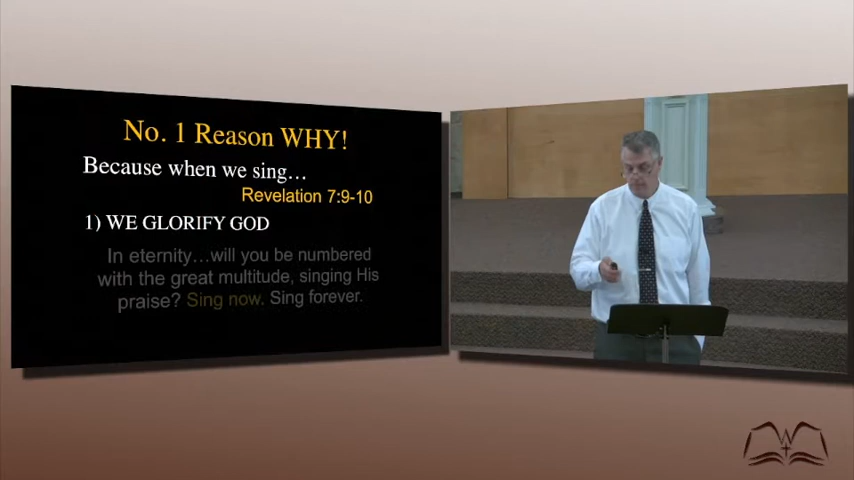 No. 1 Reason WHY!
Because when we sing…
Revelation 7:9-10
1) WE GLORIFY GOD
In eternity…will you be numbered
with the great multitude, singing His
praise? Sing now. Sing forever.